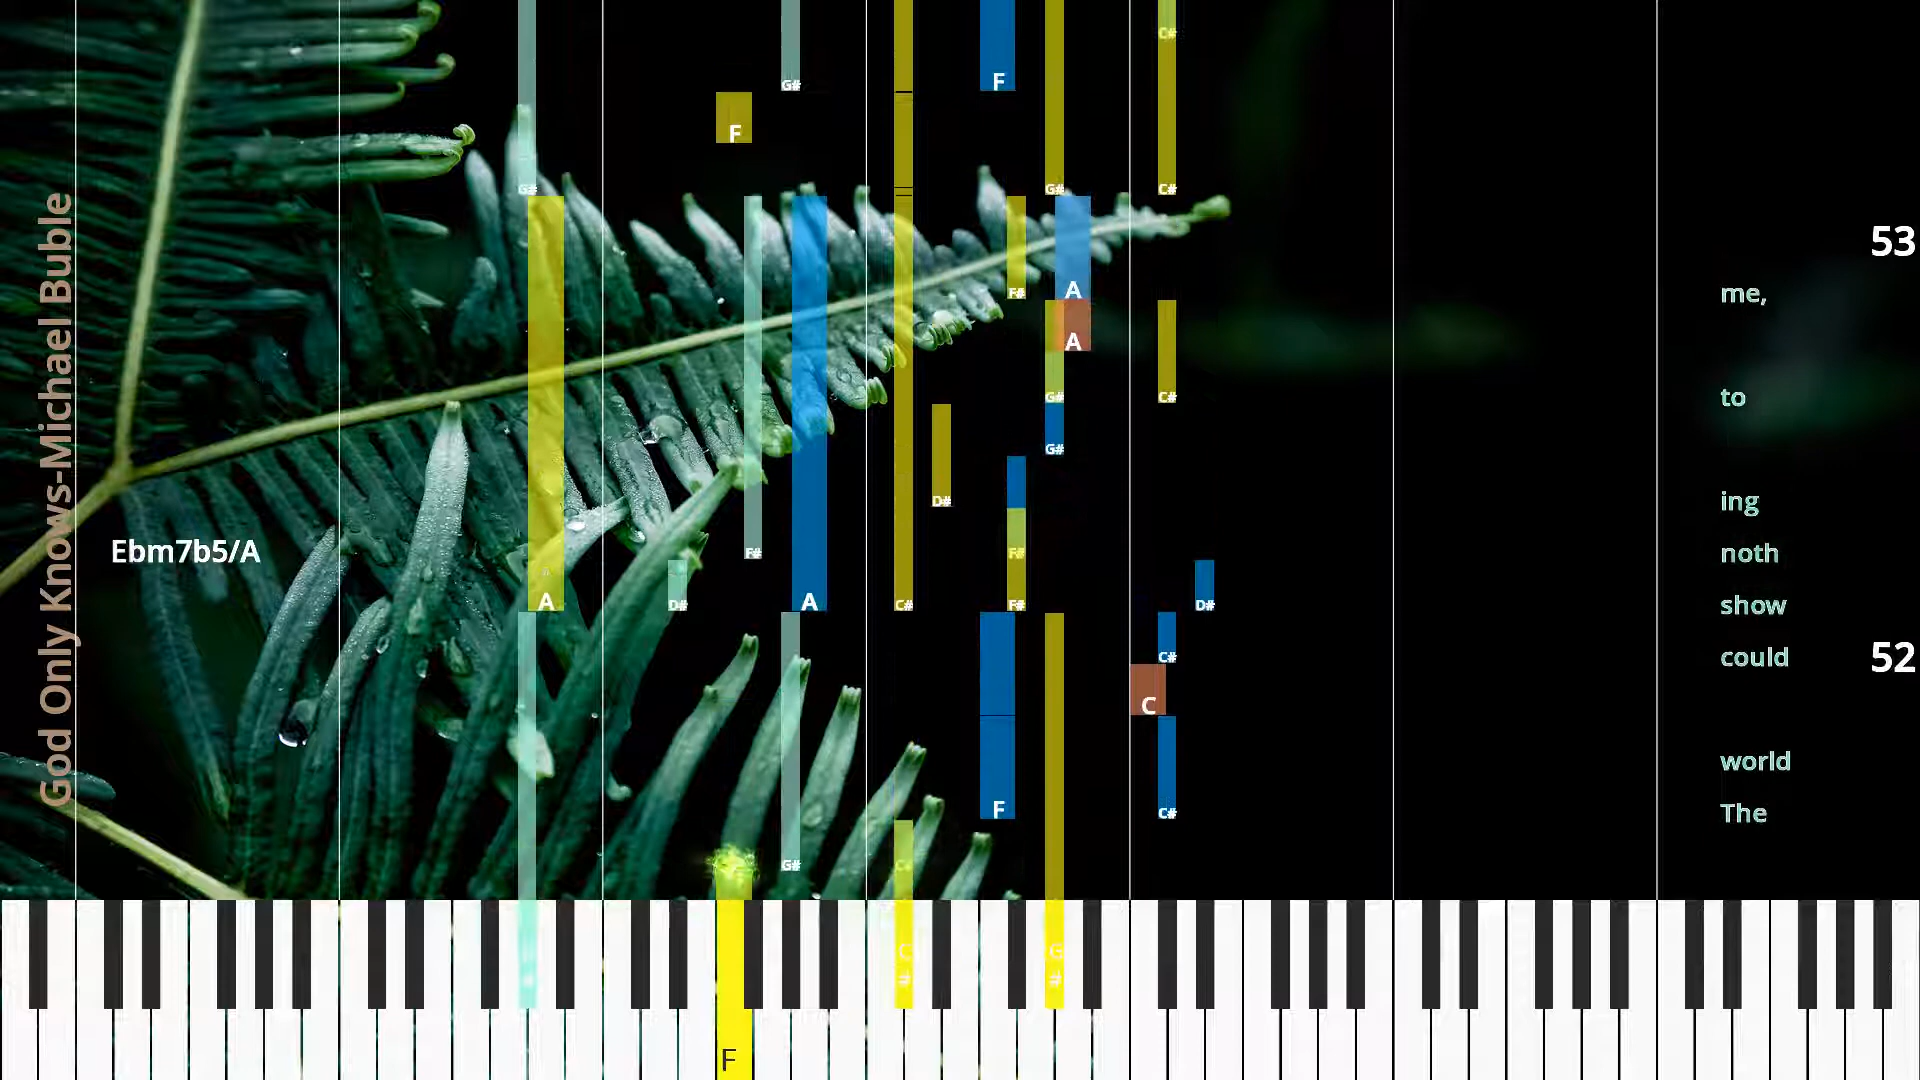 C#
G#
F
F
G#
G#
C#
53
me,
F#
A
A
to
G#
C#
G#
ing
D#
Ebm7b5/A
noth
F#
F#
show
A
D#
A
C#
F#
D#
could
52
C#
C
world
The
F
C#
G#
C#
C
#
G
#
#
F
God Only Knows-Michael Buble